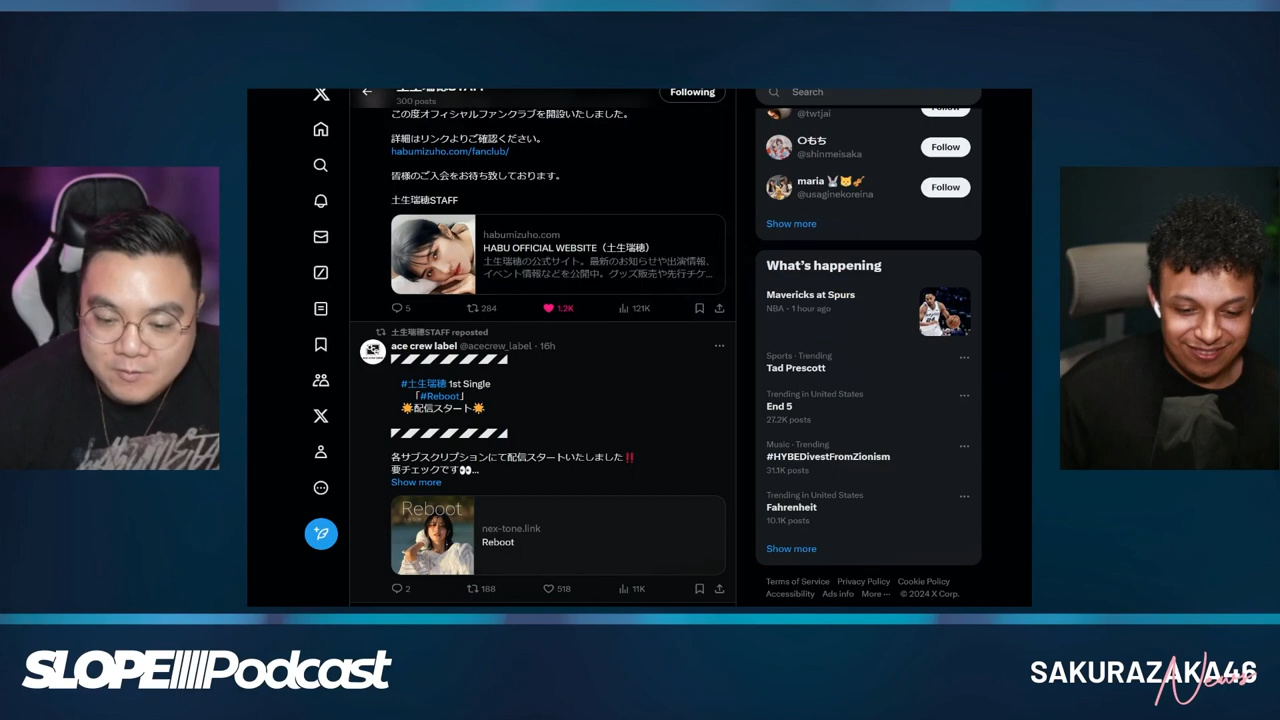 土生瑞穂STAFF
300 posts
Following
この度オフィシャルファンクラブを開設いたしました。
詳細はリンクよりご確認ください。
habumizuho.com/fanclub/
皆様のご入会をお待ち致しております。
土生瑞穂STAFF
habumizuho.com
HABU OFFICIAL WEBSITE（土生瑞穂）
土生瑞穂の公式サイト。最新のお知らせや出演情報、
イベント情報などを公開中。グッズ販売や先行チケ...
5
284
1.2K
121K
土生瑞穂STAFF reposted
ace crew label @acecrew_label · 16h
#土生瑞穂 1st Single
「#Reboot」
配信スタート
各サブスクリプションにて配信スタートいたしました‼️
要チェックです👀...
Show more
Reboot
nex-tone.link
Reboot
2
188
518
11K
Search
@twtjai
Follow
〇もち
@shinmeisaka
Follow
maria 🐰🐱🎻
@usaginekoreina
Follow
Show more
What's happening
Mavericks at Spurs
NBA · 1 hour ago
Sports · Trending
Tad Prescott
Trending in United States
End 5
27.2K posts
Music · Trending
#HYBEDivestFromZionism
31.1K posts
Trending in United States
Fahrenheit
10.1K posts
Show more
Terms of Service Privacy Policy Cookie Policy
Accessibility Ads info More ··· © 2024 X Corp.
SLOPE Podcast
SAKURAZAKA46
News